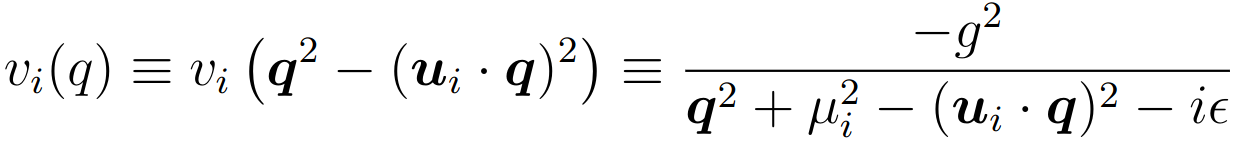 $v_i(q) \equiv v_i \left( \boldsymbol{q}^2 - (\boldsymbol{u}_i \cdot \boldsymbol{q})^2 \right) \equiv \frac{-g^2}{\boldsymbol{q}^2 + \mu_i^2 - (\boldsymbol{u}_i \cdot \boldsymbol{q})^2 - i\epsilon}$